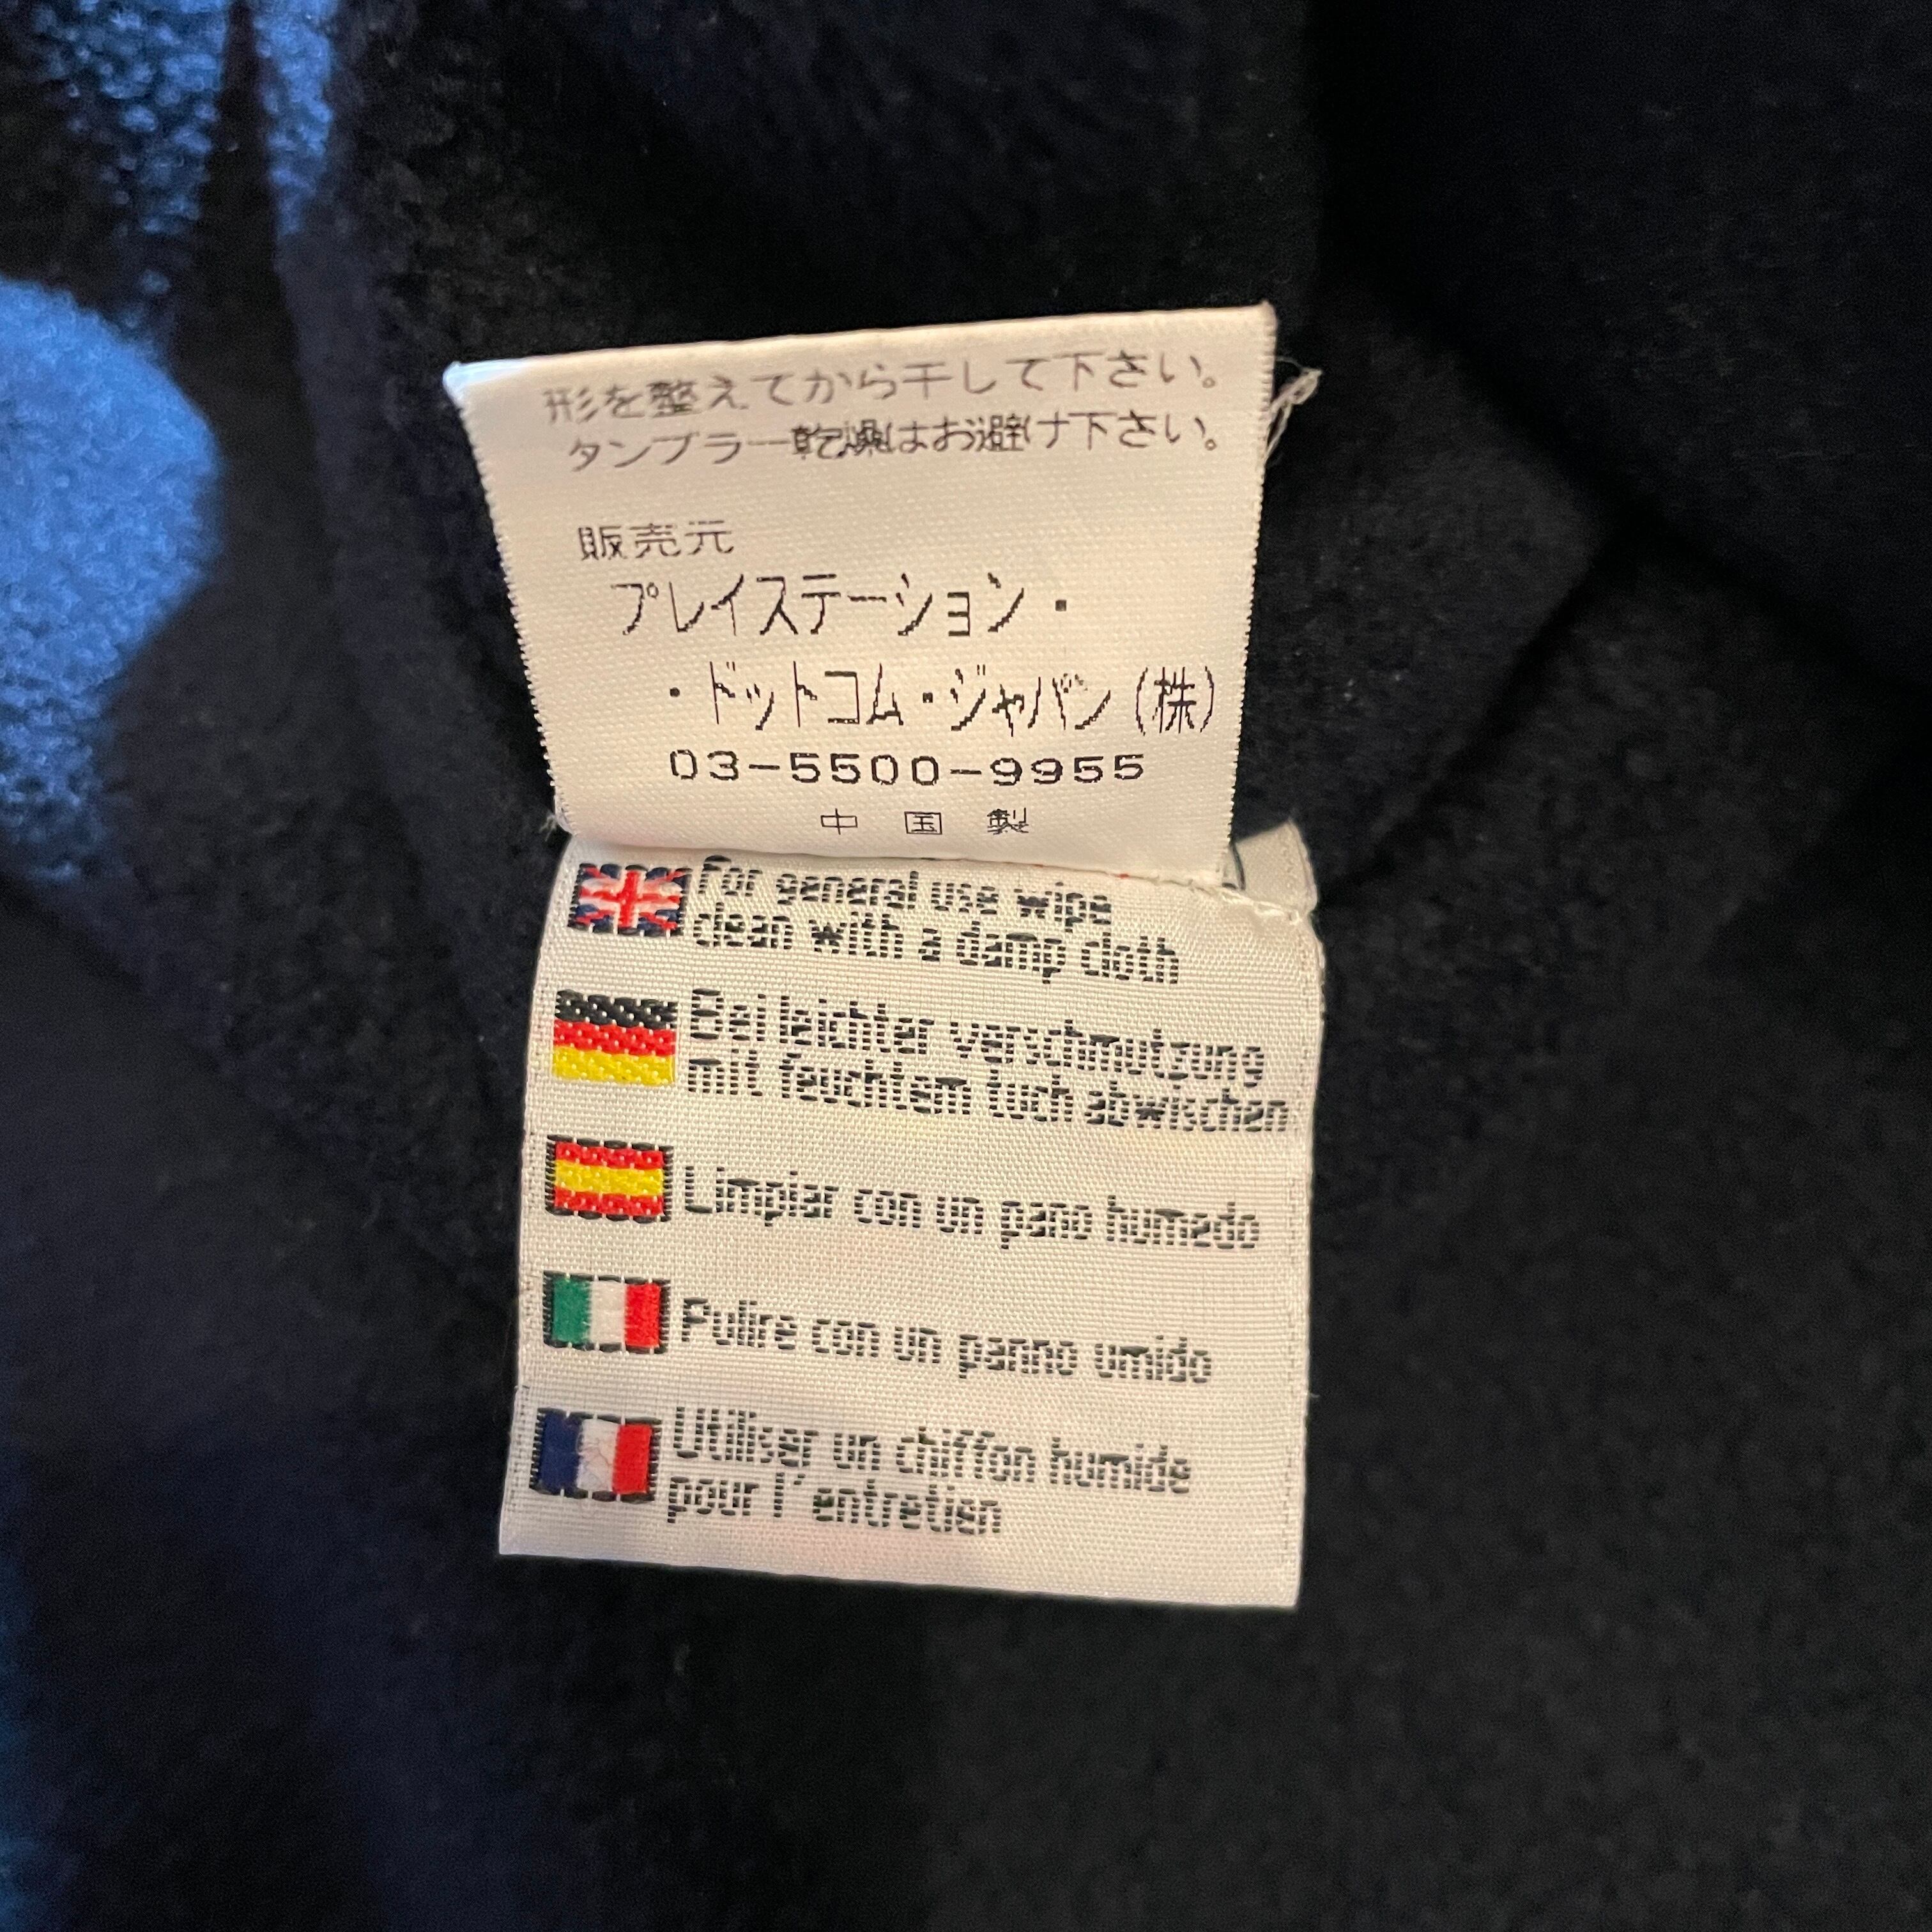 形を整えてから干して下さい。
タンブラー乾燥はお避け下さい。
販売元
プレイステーション・
・ドットコム・ジャパン(株)
03-5500-9955
中国製
For general use wipe
clean with a damp cloth
Bei leichter verschmutzung
mit feuchtem tuch abwischen
Limpiar con un pano humedo
Pulire con un panno umido
Utiliser un chiffon humide
pour l'entretien